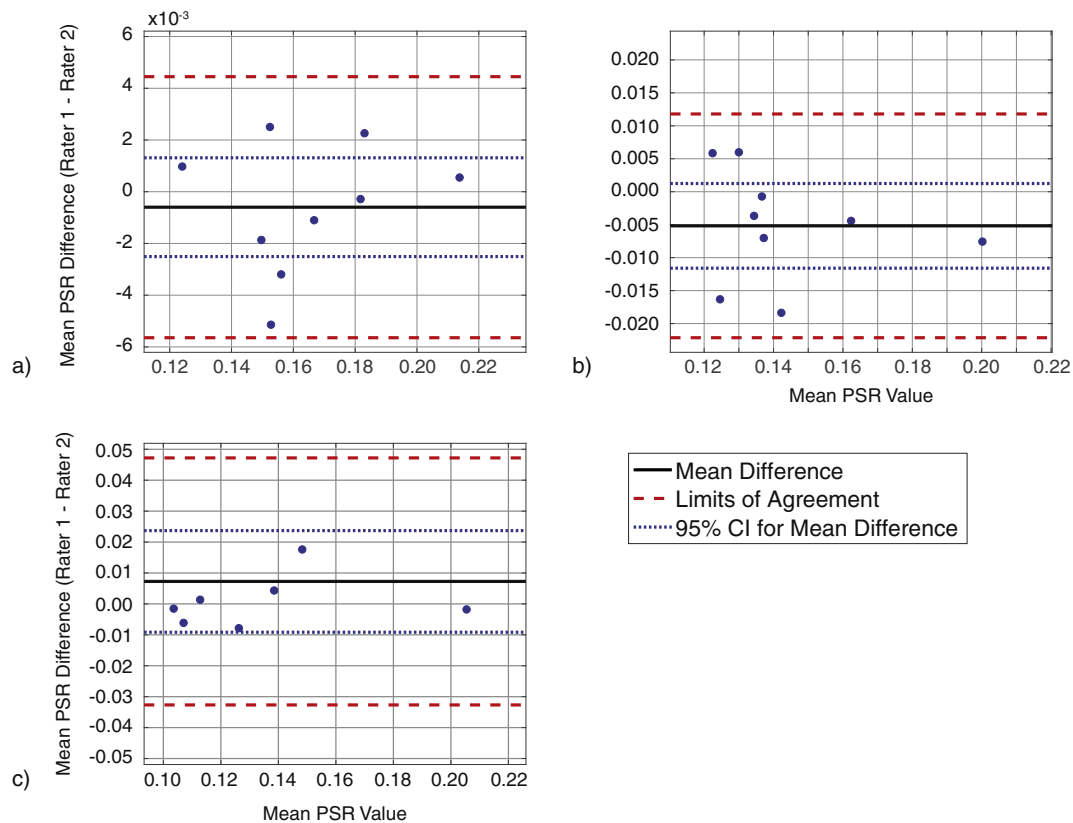 x10-3
Mean PSR Difference (Rater 1 - Rater 2)
6
4
2
0
-2
-4
-6
0.12 0.14 0.16 0.18 0.20 0.22
a)
0.020
0.015
0.010
0.005
0.000
-0.005
-0.010
-0.015
-0.020
0.12 0.14 0.16 0.18 0.20 0.22
b)
Mean PSR Value
Mean PSR Difference (Rater 1 - Rater 2)
0.05
0.04
0.03
0.02
0.01
0.00
-0.01
-0.02
-0.03
-0.04
-0.05
0.10 0.12 0.14 0.16 0.18 0.20 0.22
c)
Mean PSR Value
Mean Difference
Limits of Agreement
95% CI for Mean Difference